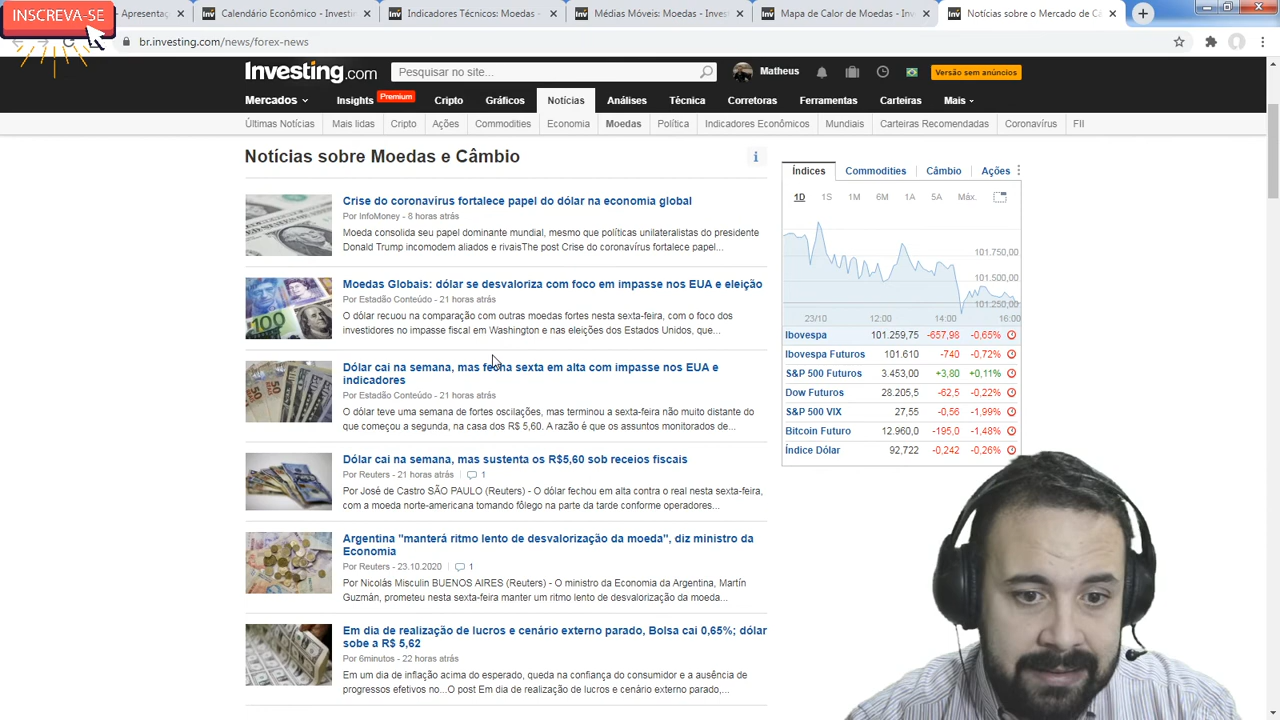 INSCREVA-SE
Apresentaç
Calendário Econômico - Investi
Médias Móveis: Moedas - Inves
Notícias sobre o Mercado de Câ
br.investing.com/news/forex-news
Investing.com
Pesquisar no site...
Matheus
Versão sem anúncios
Mercados
Insights
Premium
Cripto
Gráficos
Notícias
Análises
Técnica
Corretoras
Ferramentas
Carteiras
Mais
Últimas Notícias
Mais lidas
Cripto
Ações
Commodities
Economia
Moedas
Política
Indicadores Econômicos
Mundiais
Carteiras Recomendadas
Coronavírus
FII
Notícias sobre Moedas e Câmbio
Crise do coronavírus fortalece papel do dólar na economia global
Por InfoMoney - 8 horas atrás
Moeda consolida seu papel dominante mundial, mesmo que políticas unilateralistas do presidente
Donald Trump incomodem aliados e rivaisThe post Crise do coronavírus fortalece papel...
Moedas Globais: dólar se desvaloriza com foco em impasse nos EUA e eleição
Por Estadão Conteúdo - 21 horas atrás
O dólar recuou na comparação com outras moedas fortes nesta sexta-feira, com o foco dos
investidores no impasse fiscal em Washington e nas eleições dos Estados Unidos, que...
Dólar cai na semana, mas fecha sexta em alta com impasse nos EUA e
indicadores
Por Estadão Conteúdo - 21 horas atrás
O dólar teve uma semana de fortes oscilações, mas terminou a sexta-feira não muito distante do
que começou a segunda, na casa dos R$ 5,60. A razão é que os assuntos monitorados de...
Dólar cai na semana, mas sustenta os R$5,60 sob receios fiscais
Por Reuters - 21 horas atrás
1
Por José de Castro SÃO PAULO (Reuters) - O dólar fechou em alta contra o real nesta sexta-feira,
com a moeda norte-americana tomando fôlego na parte da tarde conforme operadores...
Argentina "manterá ritmo lento de desvalorização da moeda", diz ministro da
Economia
Por Reuters - 23.10.2020
1
Por Nicolás Misculin BUENOS AIRES (Reuters) - O ministro da Economia da Argentina, Martín
Guzmán, prometeu nesta sexta-feira manter um ritmo lento de desvalorização da moeda...
Em dia de realização de lucros e cenário externo parado, Bolsa cai 0,65%; dólar
sobe a R$ 5,62
Por 6minutos - 22 horas atrás
Em um dia de inflação acima do esperado, queda na confiança do consumidor e a ausência de
progressos efetivos no...O post Em dia de realização de lucros e cenário externo parado,...
Índices
Commodities
Câmbio
Ações
1D
1S
1M
6M
1A
5A
Máx.
101.750,00
101.500,00
101.250,00
23/10
12:00
14:00
16:00
Ibovespa 101.259,75 -657,98 -0,65%
Ibovespa Futuros 101.610 -740 -0,72%
S&P 500 Futuros 3.453,00 +3,80 +0,11%
Dow Futuros 28.205,5 -62,5 -0,22%
S&P 500 VIX 27,55 -0,56 -1,99%
Bitcoin Futuro 12.960,0 -195,0 -1,48%
Índice Dólar 92,722 -0,242 -0,26%